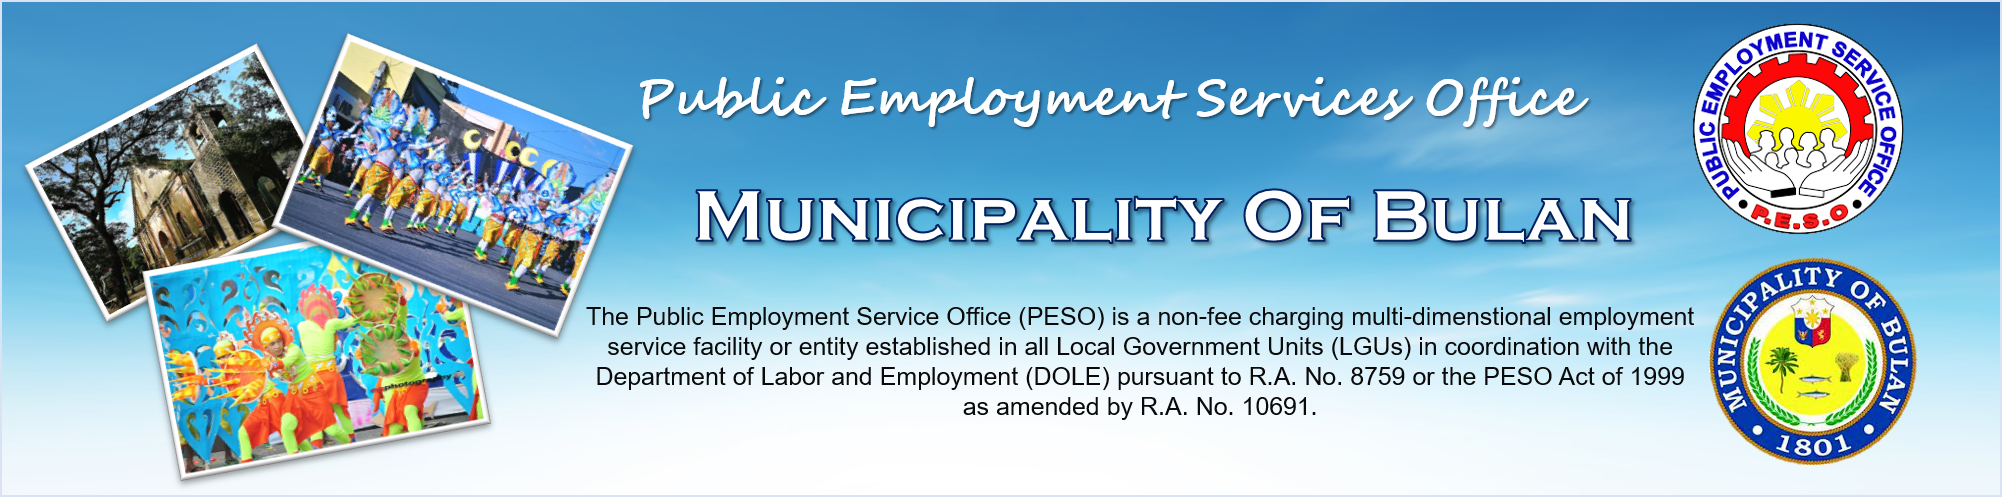 Public Employment Services Office
MUNICIPALITY OF BULAN
The Public Employment Service Office (PESO) is a non-fee charging multi-dimenstional employment
service facility or entity established in all Local Government Units (LGUs) in coordination with the
Department of Labor and Employment (DOLE) pursuant to R.A. No. 8759 or the PESO Act of 1999
as amended by R.A. No. 10691.
PUBLIC EMPLOYMENT SERVICE OFFICE
• P.E.S.O •
MUNICIPALITY OF BULAN
• 1801 •